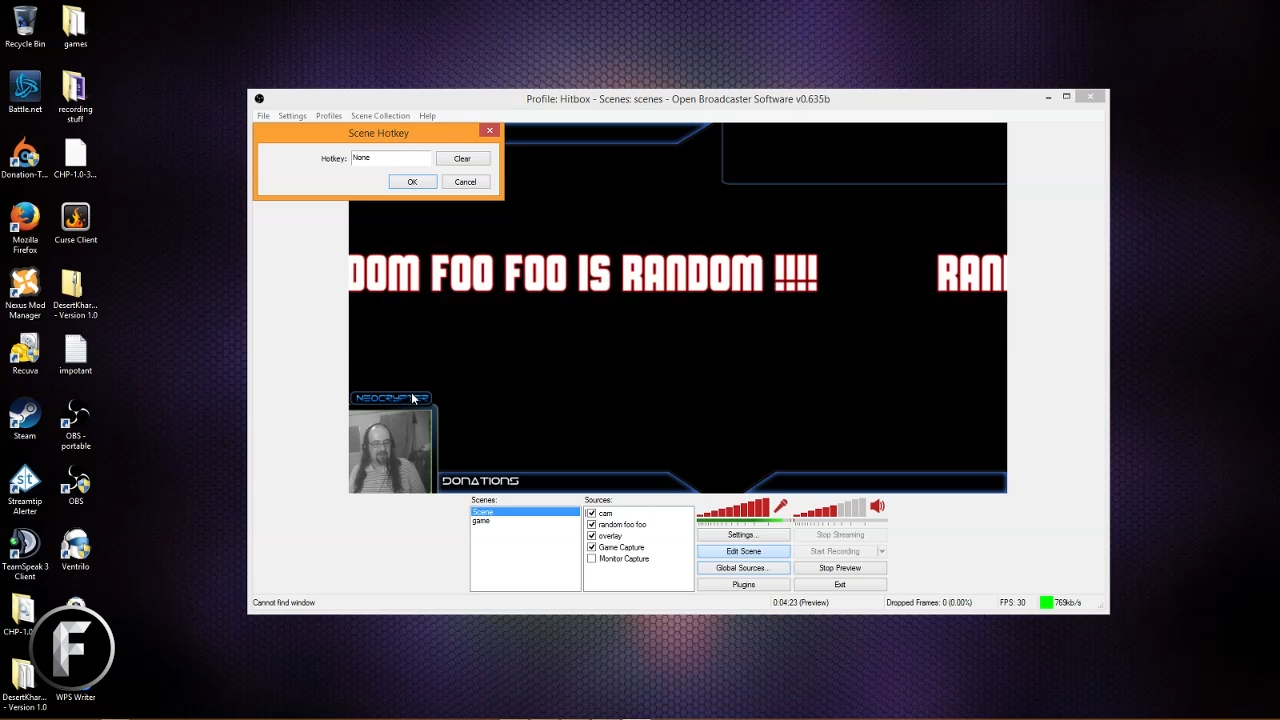 Recycle Bin
games
Battle.net
recording
stuff
Donation-T...
CHP-1.0-3...
Mozilla
Firefox
Curse Client
Nexus Mod
Manager
DesertKhar...
- Version 1.0
Recuva
impotant
Steam
OBS -
portable
Streamtip
Alerter
OBS
TeamSpeak 3
Client
Ventrilo
CHP-1.0
F
DesertKhar...
- Version 1.0
WPS Writer
Profile: Hitbox - Scenes: scenes - Open Broadcaster Software v0.635b
File Settings Profiles Scene Collection Help
Scene Hotkey
Hotkey: None Clear
OK Cancel
DOM FOO FOO IS RANDOM !!!! RAN
NEOCRYPTER
DONATIONS
Scenes:
Scene
game
Sources:
cam
random foo foo
overlay
Game Capture
Monitor Capture
Settings... Stop Streaming
Edit Scene Start Recording
Global Sources... Stop Preview
Plugins Exit
Cannot find window 0:04:23 (Preview) Dropped Frames: 0 (0.00%) FPS: 30 769kb/s